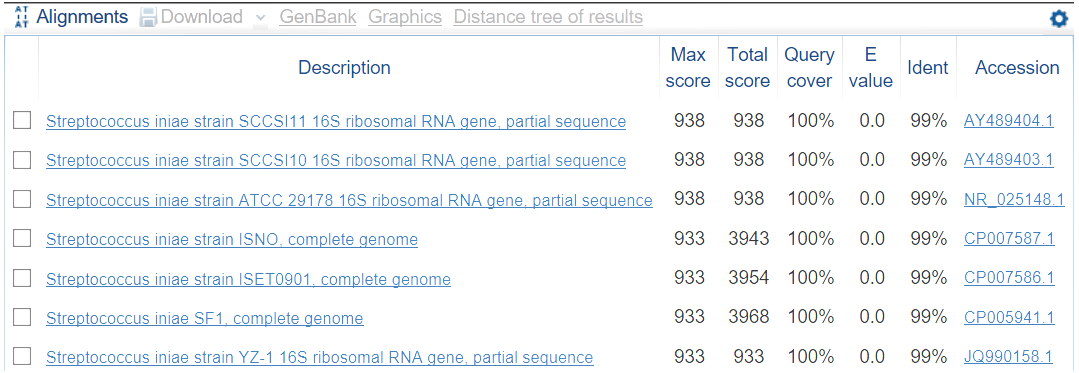 AT Alignments Download GenBank Graphics Distance tree of results
AT
Description Max score Total score Query cover E value Ident Accession
Streptococcus iniae strain SCCSI11 16S ribosomal RNA gene, partial sequence 938 938 100% 0.0 99% AY489404.1
Streptococcus iniae strain SCCSI10 16S ribosomal RNA gene, partial sequence 938 938 100% 0.0 99% AY489403.1
Streptococcus iniae strain ATCC 29178 16S ribosomal RNA gene, partial sequence 938 938 100% 0.0 99% NR_025148.1
Streptococcus iniae strain ISNO, complete genome 933 3943 100% 0.0 99% CP007587.1
Streptococcus iniae strain ISET0901, complete genome 933 3954 100% 0.0 99% CP007586.1
Streptococcus iniae SF1, complete genome 933 3968 100% 0.0 99% CP005941.1
Streptococcus iniae strain YZ-1 16S ribosomal RNA gene, partial sequence 933 933 100% 0.0 99% JQ990158.1